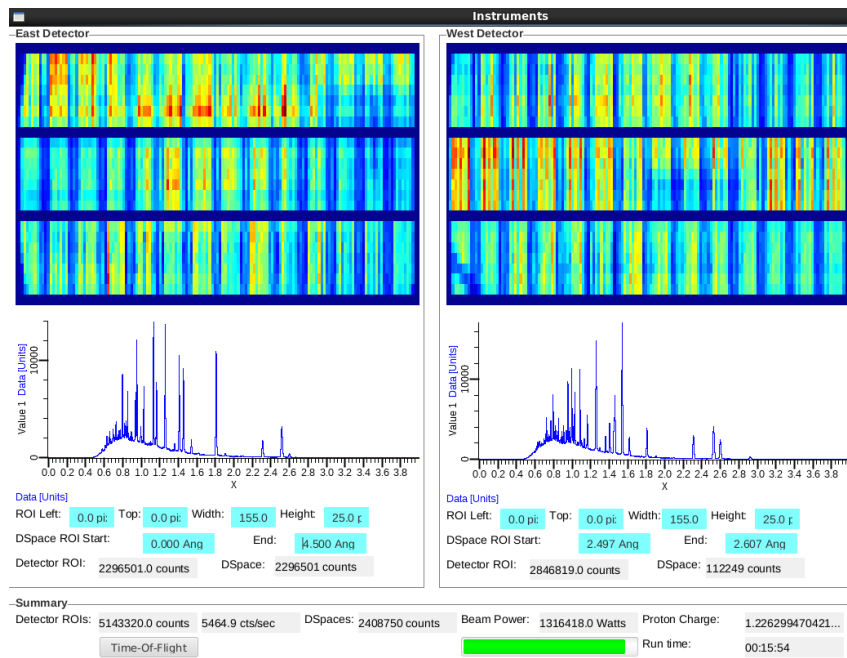 Instruments
East Detector
West Detector
Value 1 Data [Units]
10000
0
0.0 0.2 0.4 0.6 0.8 1.0 1.2 1.4 1.6 1.8 2.0 2.2 2.4 2.6 2.8 3.0 3.2 3.4 3.6 3.8
X
Value 1 Data [Units]
10000
0
0.0 0.2 0.4 0.6 0.8 1.0 1.2 1.4 1.6 1.8 2.0 2.2 2.4 2.6 2.8 3.0 3.2 3.4 3.6 3.8
X
Data [Units]
ROI Left: 0.0 pi: Top: 0.0 pi: Width: 155.0 Height: 25.0 p
DSpace ROI Start: 0.000 Ang End: 4.500 Ang
Detector ROI: 2296501.0 counts DSpace: 2296501 counts
Data [Units]
ROI Left: 0.0 pi: Top: 0.0 pi: Width: 155.0 Height: 25.0 p
DSpace ROI Start: 2.497 Ang End: 2.607 Ang
Detector ROI: 2846819.0 counts DSpace: 112249 counts
Summary
Detector ROIs: 5143320.0 counts 5464.9 cts/sec DSpaces: 2408750 counts Beam Power: 1316418.0 Watts Proton Charge: 1.226299470421...
Time-Of-Flight Run time: 00:15:54